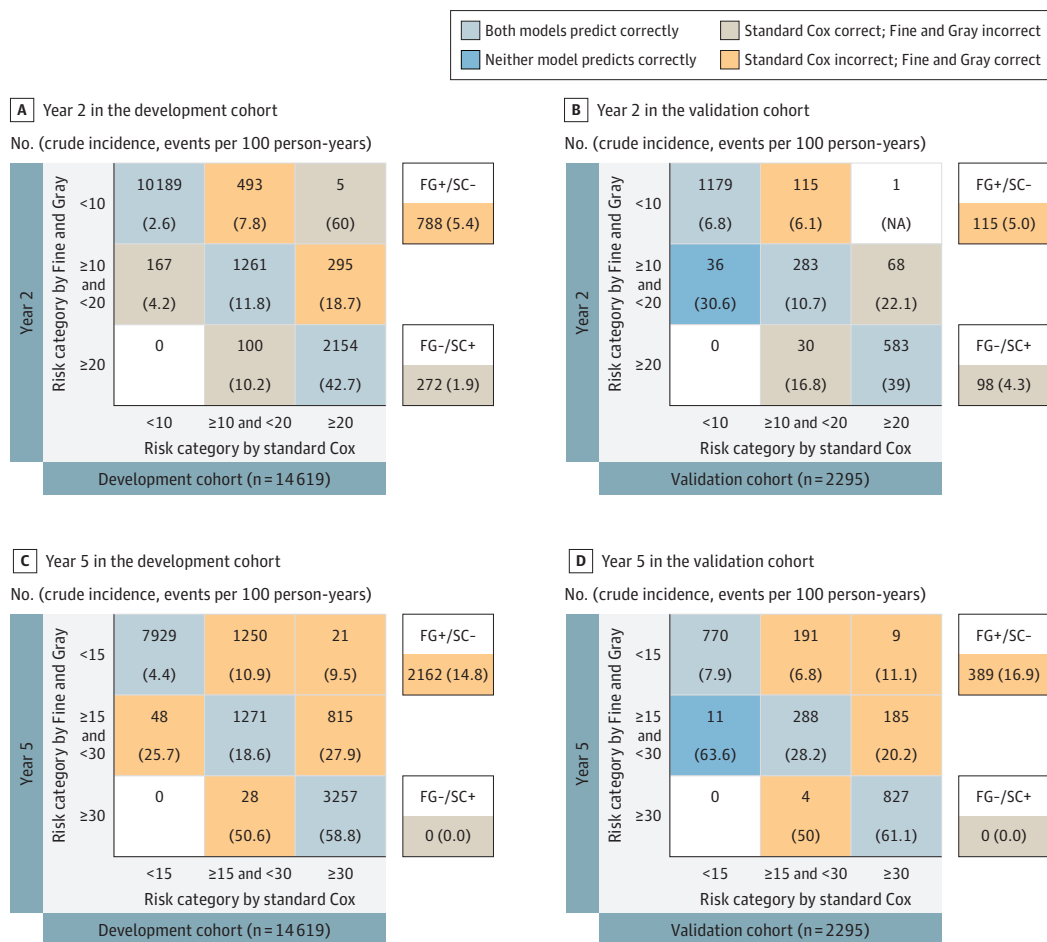 Both models predict correctly
Standard Cox correct; Fine and Gray incorrect
Neither model predicts correctly
Standard Cox incorrect; Fine and Gray correct
A Year 2 in the development cohort
No. (crude incidence, events per 100 person-years)
Year 2
Risk category by Fine and Gray
<10
10189
(2.6)
493
(7.8)
5
(60)
≥10
and
<20
167
(4.2)
1261
(11.8)
295
(18.7)
≥20
0
100
(10.2)
2154
(42.7)
<10
≥10 and <20
≥20
Risk category by standard Cox
Development cohort (n=14619)
FG+/SC-
788 (5.4)
FG-/SC+
272 (1.9)
B Year 2 in the validation cohort
No. (crude incidence, events per 100 person-years)
Year 2
Risk category by Fine and Gray
<10
1179
(6.8)
115
(6.1)
1
(NA)
≥10
and
<20
36
(30.6)
283
(10.7)
68
(22.1)
≥20
0
30
(16.8)
583
(39)
<10
≥10 and <20
≥20
Risk category by standard Cox
Validation cohort (n=2295)
FG+/SC-
115 (5.0)
FG-/SC+
98 (4.3)
C Year 5 in the development cohort
No. (crude incidence, events per 100 person-years)
Year 5
Risk category by Fine and Gray
<15
7929
(4.4)
1250
(10.9)
21
(9.5)
≥15
and
<30
48
(25.7)
1271
(18.6)
815
(27.9)
≥30
0
28
(50.6)
3257
(58.8)
<15
≥15 and <30
≥30
Risk category by standard Cox
Development cohort (n=14619)
FG+/SC-
2162 (14.8)
FG-/SC+
0 (0.0)
D Year 5 in the validation cohort
No. (crude incidence, events per 100 person-years)
Year 5
Risk category by Fine and Gray
<15
770
(7.9)
191
(6.8)
9
(11.1)
≥15
and
<30
11
(63.6)
288
(28.2)
185
(20.2)
≥30
0
4
(50)
827
(61.1)
<15
≥15 and <30
≥30
Risk category by standard Cox
Validation cohort (n=2295)
FG+/SC-
389 (16.9)
FG-/SC+
0 (0.0)